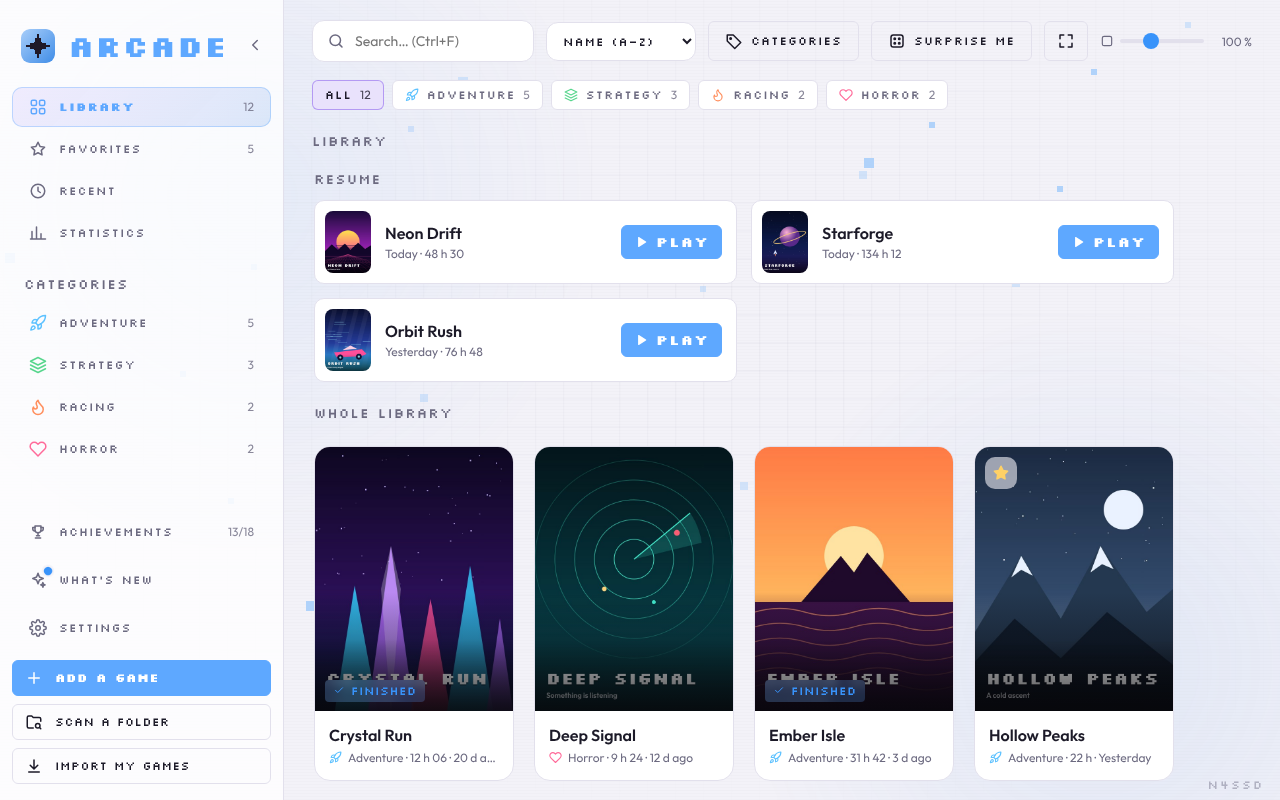 ARCADE
LIBRARY 12
FAVORITES 5
RECENT
STATISTICS
CATEGORIES
ADVENTURE 5
STRATEGY 3
RACING 2
HORROR 2
ACHIEVEMENTS 13/18
WHAT'S NEW
SETTINGS
ADD A GAME
SCAN A FOLDER
IMPORT MY GAMES
Search... (Ctrl+F)
NAME (A-Z)
CATEGORIES
SURPRISE ME
100 %
ALL 12
ADVENTURE 5
STRATEGY 3
RACING 2
HORROR 2
LIBRARY
RESUME
NEON DRIFT
Neon Drift
Today · 48 h 30
PLAY
STARFORGE
Starforge
Today · 134 h 12
PLAY
ORBIT RUSH
Orbit Rush
Yesterday · 76 h 48
PLAY
WHOLE LIBRARY
CRYSTAL RUN
FINISHED
Crystal Run
Adventure · 12 h 06 · 20 d a...
DEEP SIGNAL
Something is listening
Deep Signal
Horror · 9 h 24 · 12 d ago
EMBER ISLE
FINISHED
Ember Isle
Adventure · 31 h 42 · 3 d ago
HOLLOW PEAKS
A cold ascent
Hollow Peaks
Adventure · 22 h · Yesterday
N4SSD